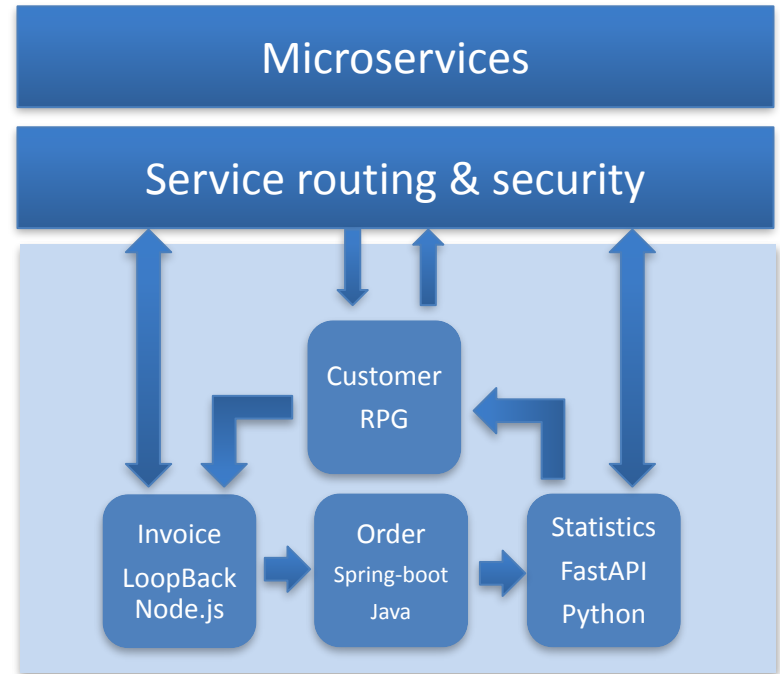 Microservices
Service routing & security
Customer
RPG
Invoice
LoopBack
Node.js
Order
Spring-boot
Java
Statistics
FastAPI
Python